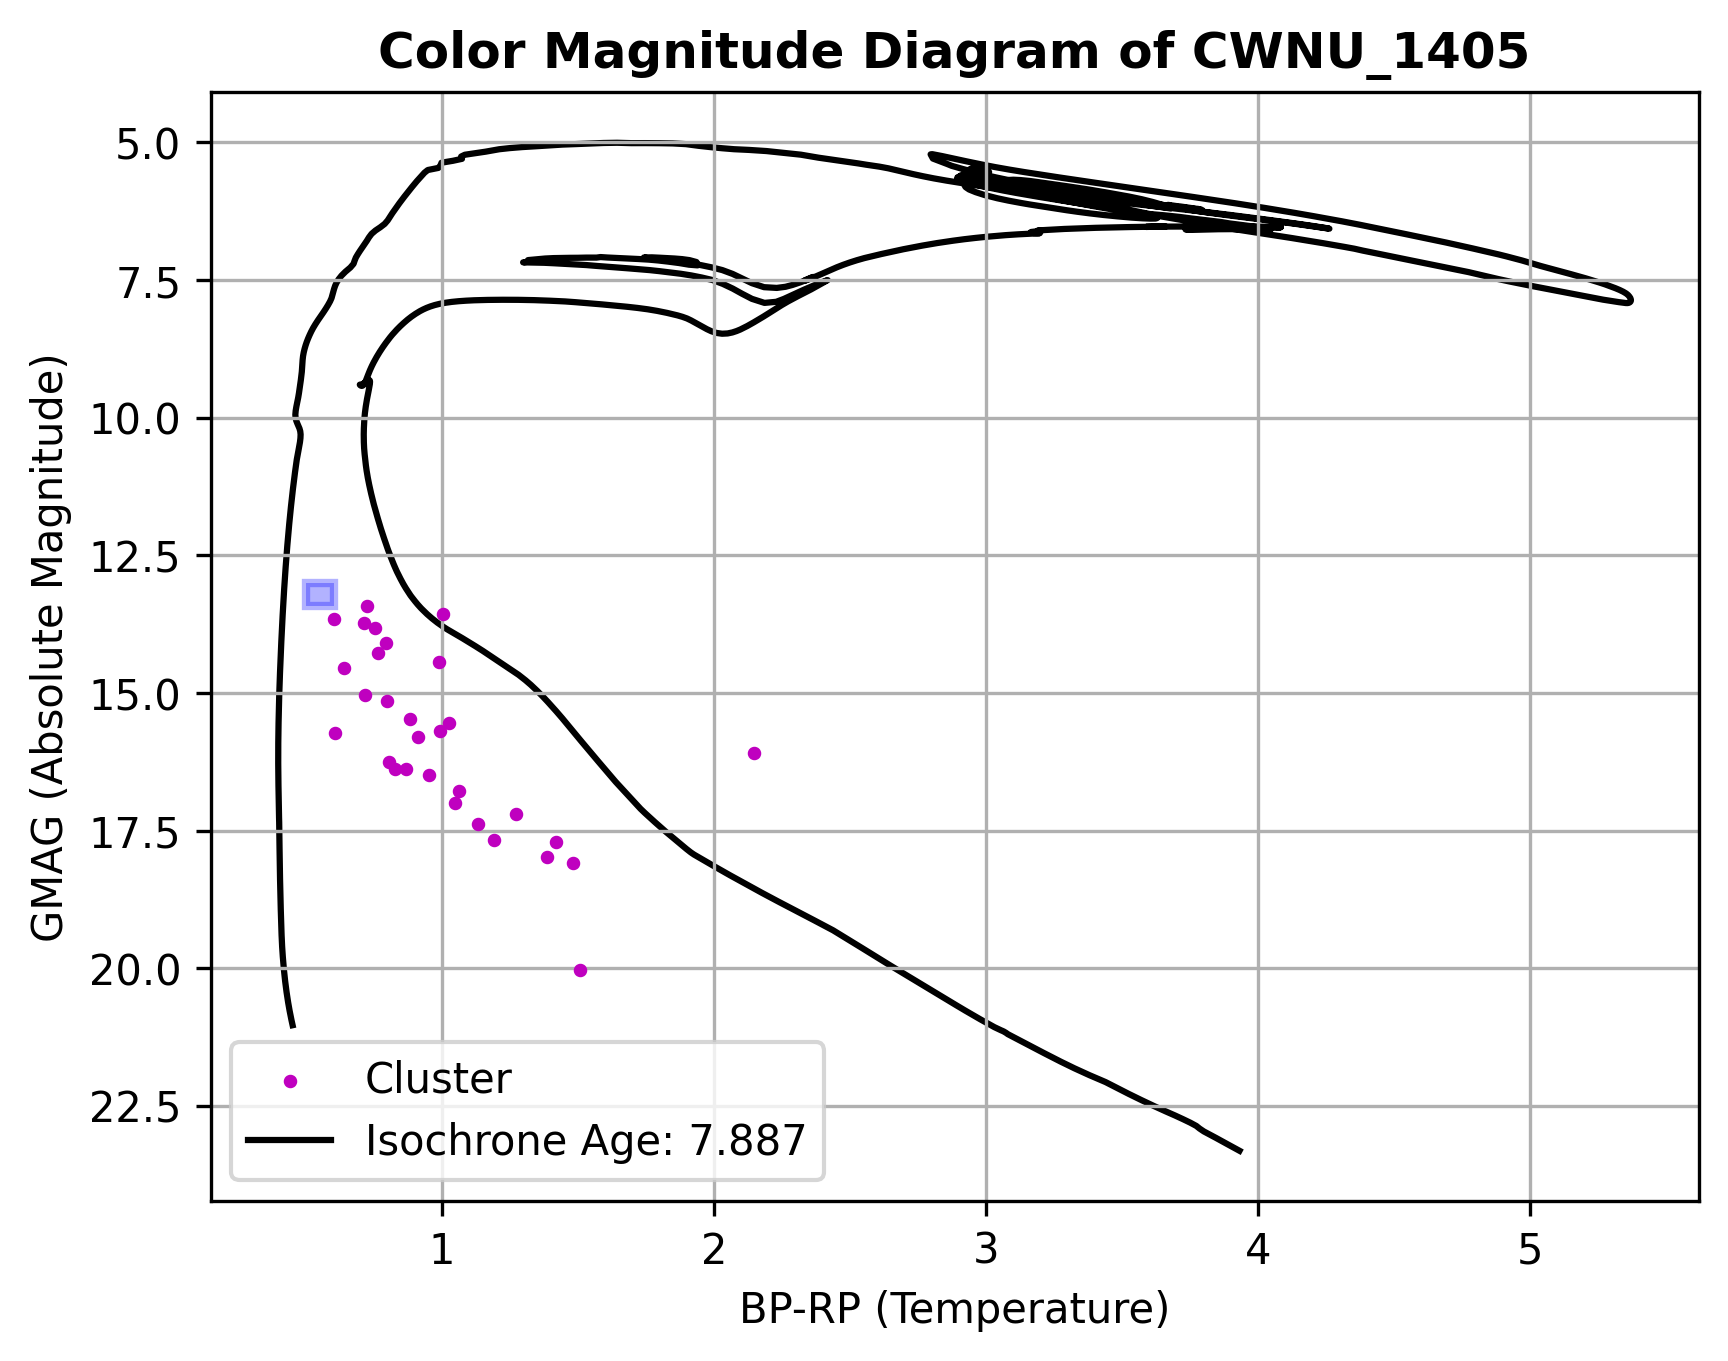 Color Magnitude Diagram of CWNU_1405
GMAG (Absolute Magnitude)
5.0
7.5
10.0
12.5
15.0
17.5
20.0
22.5
Cluster
Isochrone Age: 7.887
1 2 3 4 5
BP-RP (Temperature)